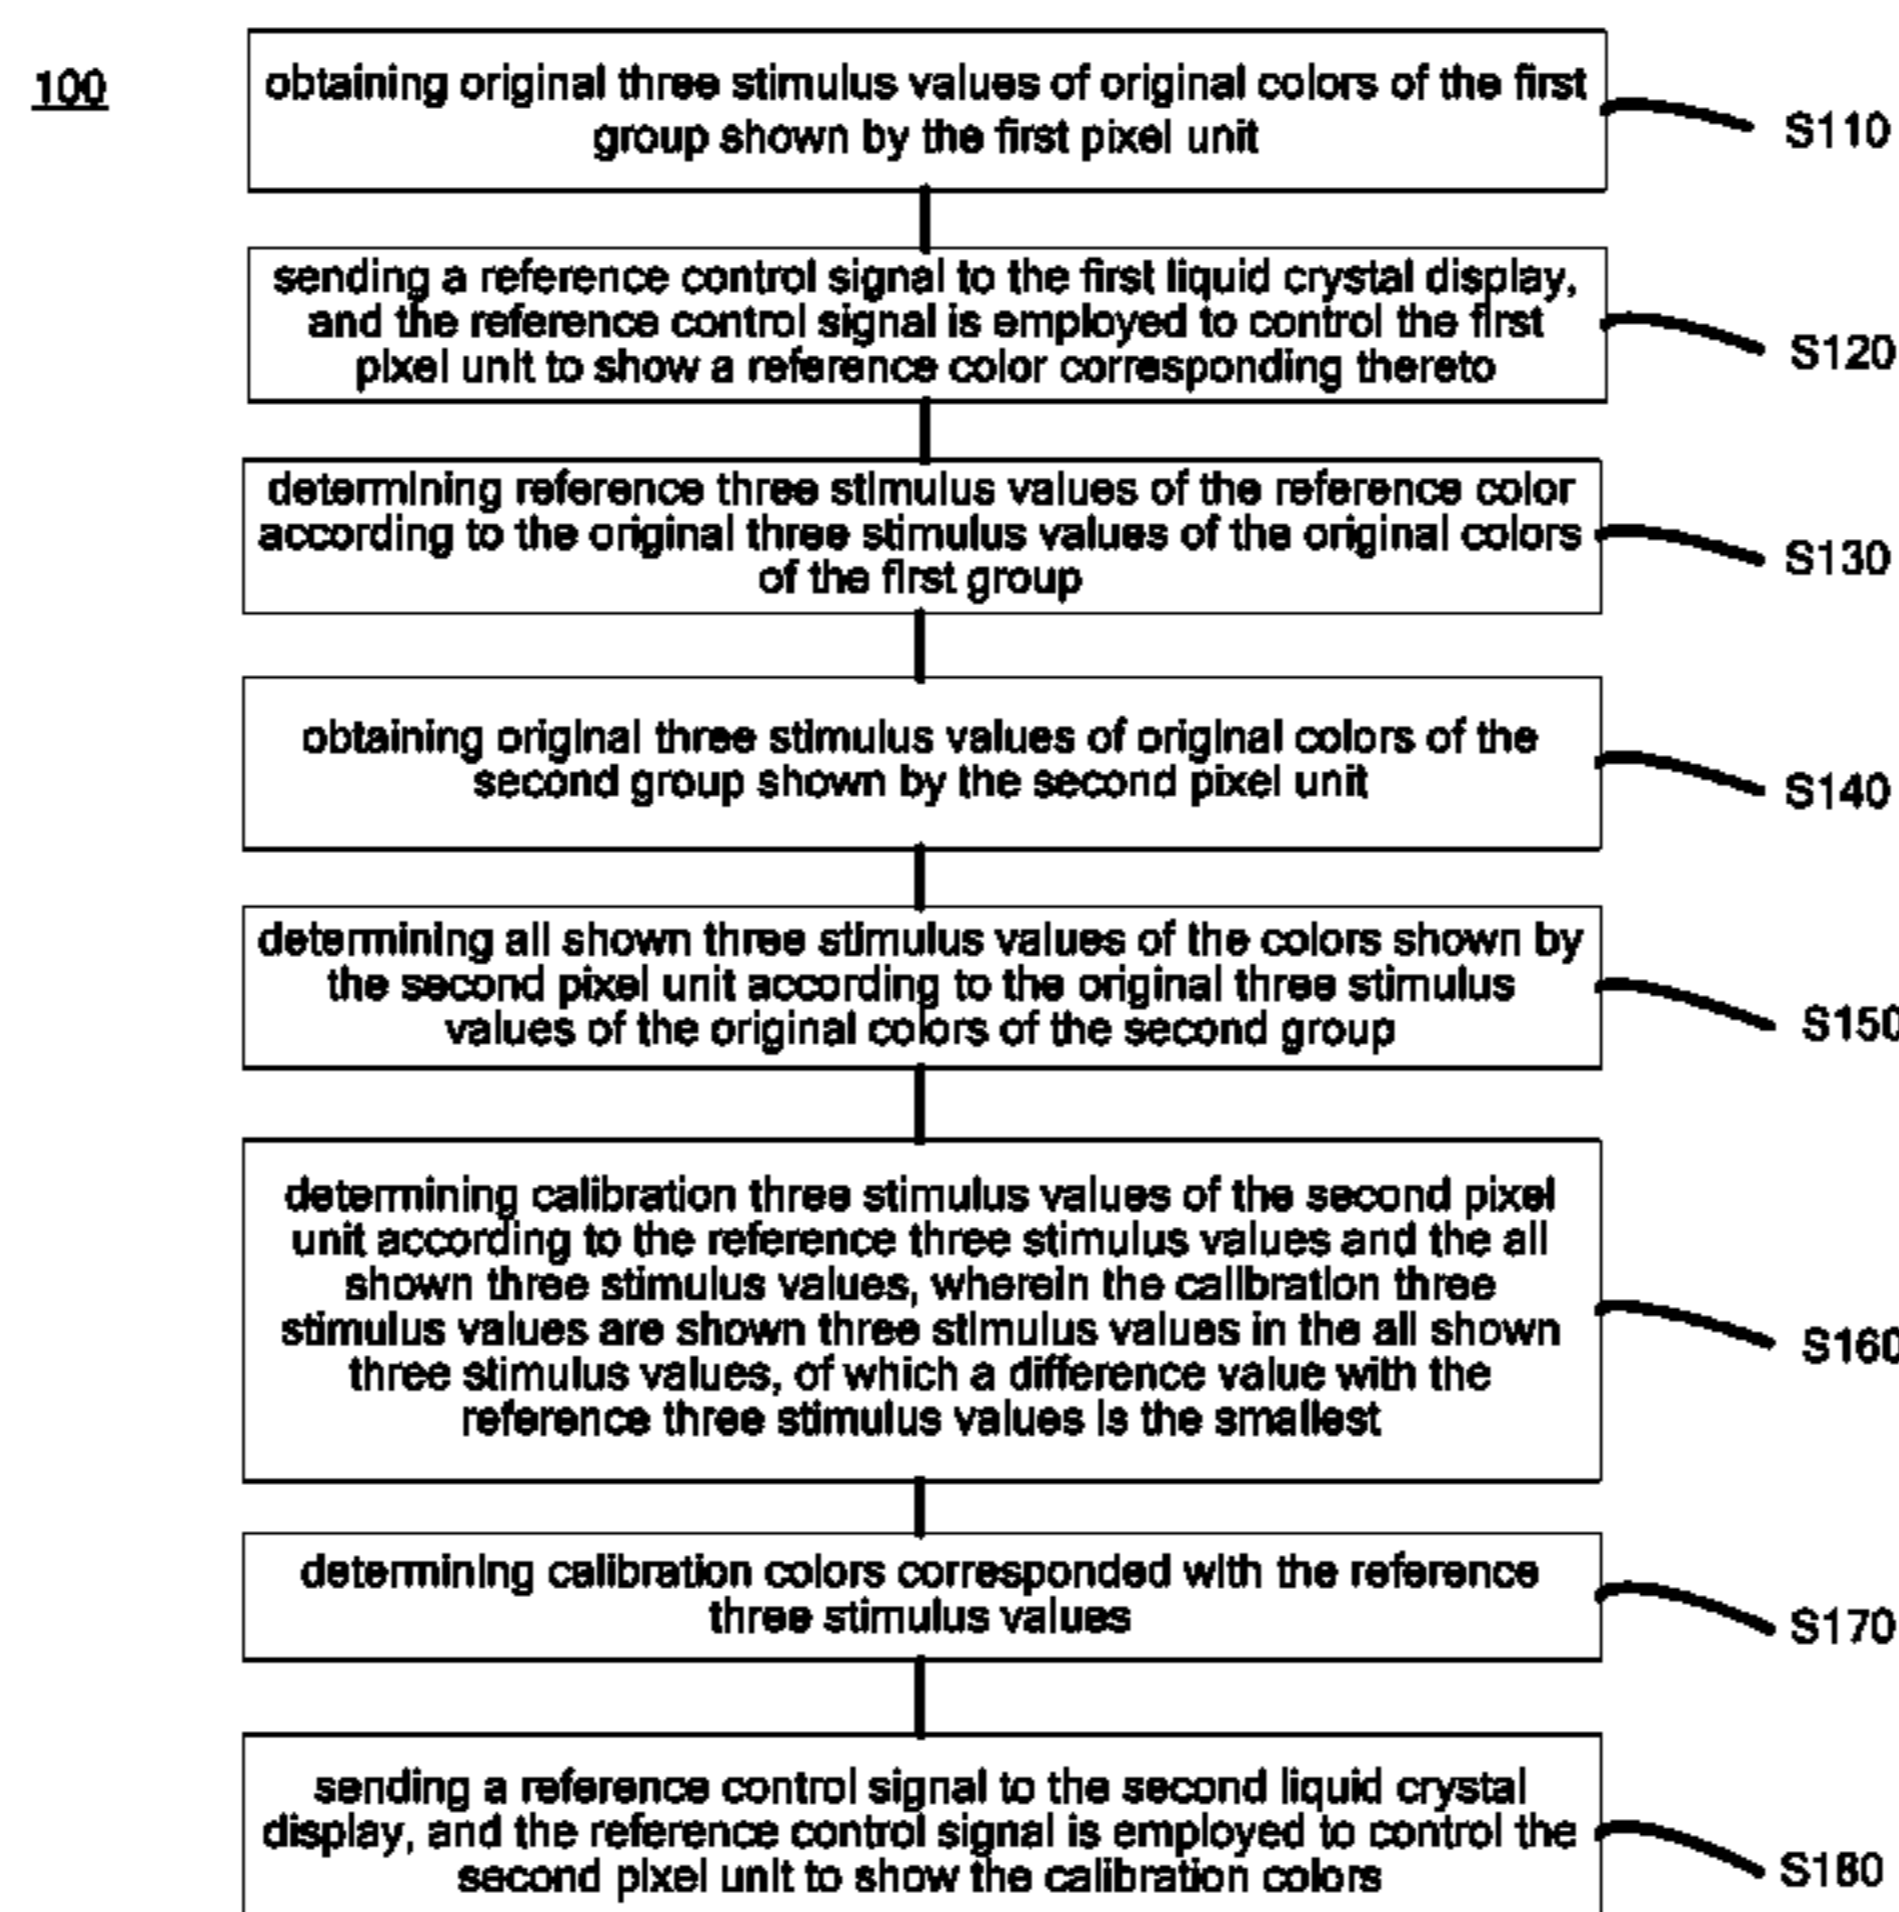 100
obtaining original three stimulus values of original colors of the first
group shown by the first pixel unit
S110
sending a reference control signal to the first liquid crystal display,
and the reference control signal is employed to control the first
pixel unit to show a reference color corresponding thereto
S120
determining reference three stimulus values of the reference color
according to the original three stimulus values of the original colors
of the first group
S130
obtaining original three stimulus values of original colors of the
second group shown by the second pixel unit
S140
determining all shown three stimulus values of the colors shown by
the second pixel unit according to the original three stimulus
values of the original colors of the second group
S150
determining calibration three stimulus values of the second pixel
unit according to the reference three stimulus values and the all
shown three stimulus values, wherein the calibration three
stimulus values are shown three stimulus values in the all shown
three stimulus values, of which a difference value with the
reference three stimulus values is the smallest
S160
determining calibration colors corresponded with the reference
three stimulus values
S170
sending a reference control signal to the second liquid crystal
display, and the reference control signal is employed to control the
second pixel unit to show the calibration colors
S180